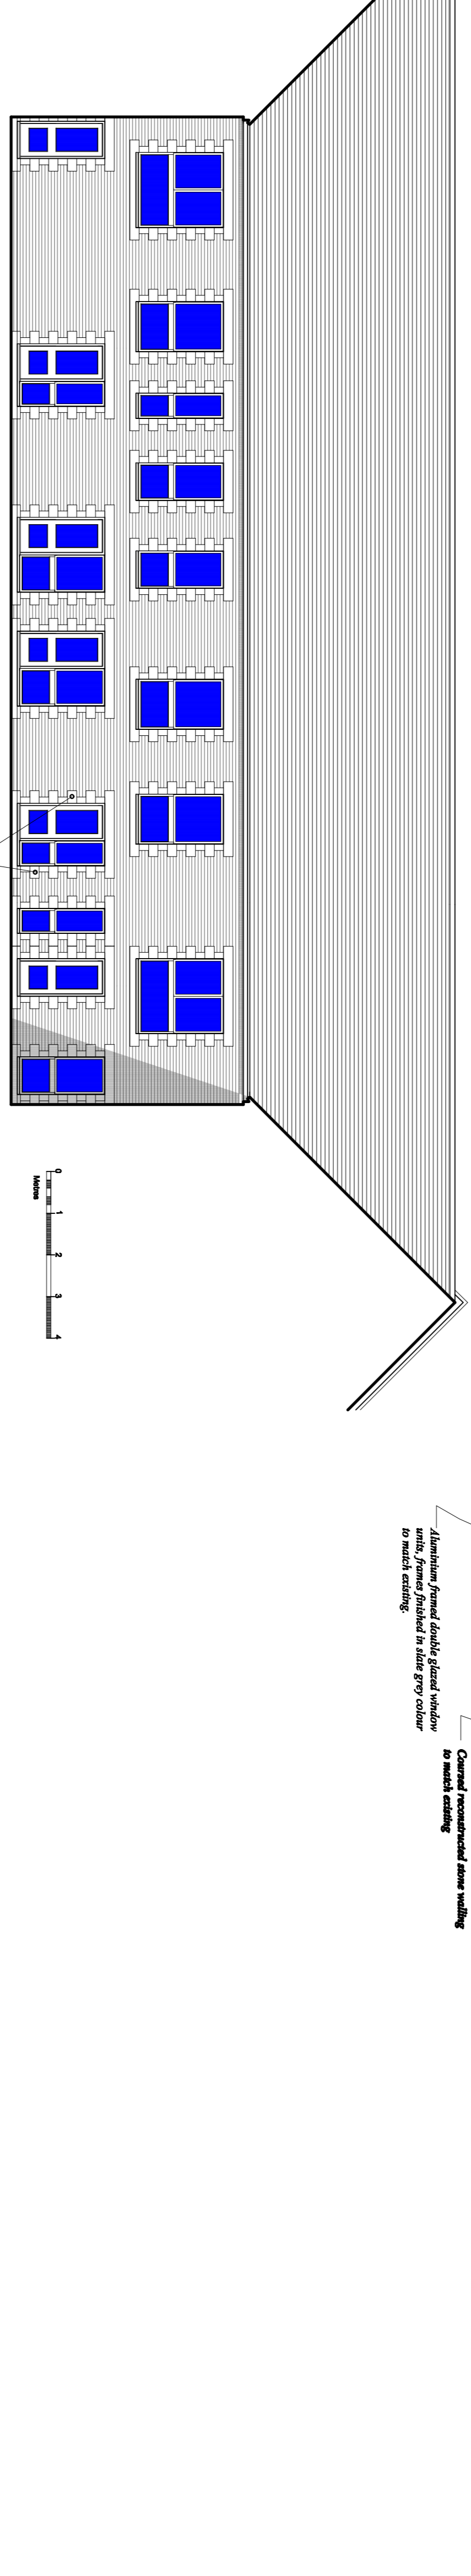 0 1 2 3 4
Metres
Aluminium framed double glazed window
units, frames finished in slate grey colour
to match existing.
Coursed reconstructed stone walling
to match existing